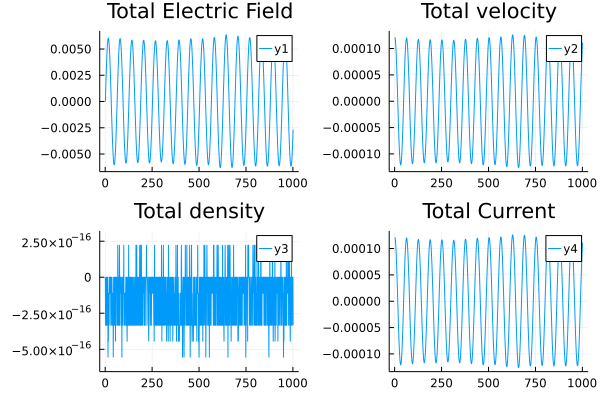 Total Electric Field
0.0050
0.0025
0.0000
−0.0025
−0.0050
y1
0 250 500 750 1000
Total velocity
0.00010
0.00005
0.00000
−0.00005
−0.00010
y2
0 250 500 750 1000
Total density
2.50×10⁻¹⁶
0
−2.50×10⁻¹⁶
−5.00×10⁻¹⁶
y3
0 250 500 750 1000
Total Current
0.00010
0.00005
0.00000
−0.00005
−0.00010
y4
0 250 500 750 1000